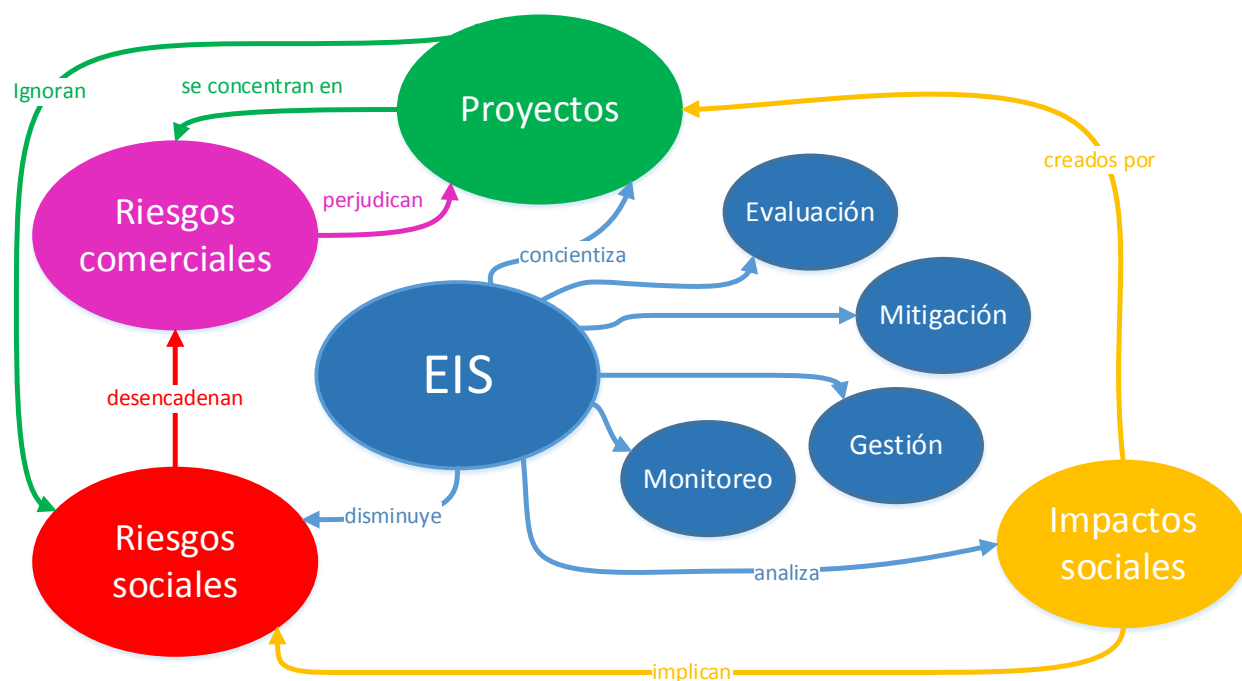 Ignoran
se concentran en
Proyectos
creados por
Riesgos
comerciales
perjudican
Evaluación
concientiza
Mitigación
EIS
desencadenan
Gestión
Monitoreo
disminuye
Riesgos
sociales
Impactos
sociales
analiza
implican